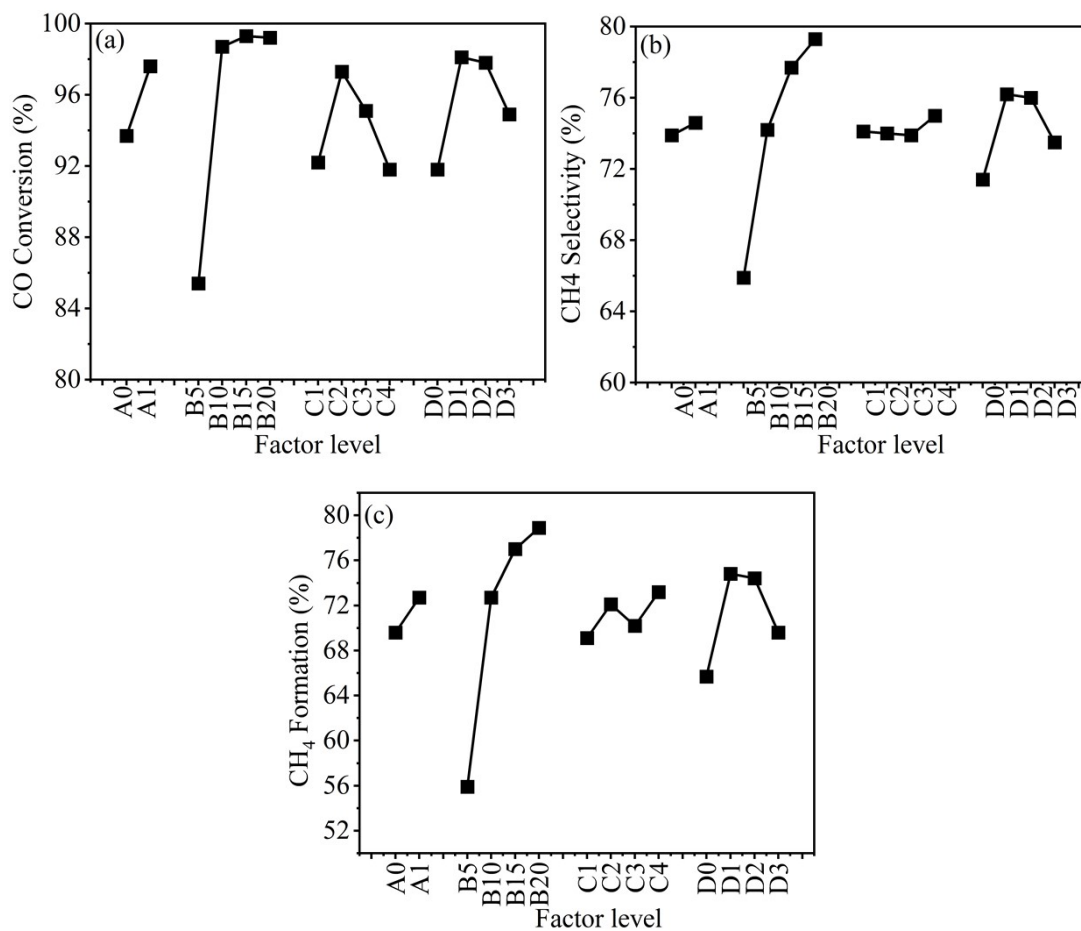 (a)
CO Conversion (%)
100
96
92
88
84
80
A0
A1
B5
B10
B15
B20
C1
C2
C3
C4
D0
D1
D2
D3
Factor level
(b)
CH4 Selectivity (%)
80
76
72
68
64
60
A0
A1
B5
B10
B15
B20
C1
C2
C3
C4
D0
D1
D2
D3
Factor level
(c)
CH₄ Formation (%)
80
76
72
68
64
60
56
52
A0
A1
B5
B10
B15
B20
C1
C2
C3
C4
D0
D1
D2
D3
Factor level